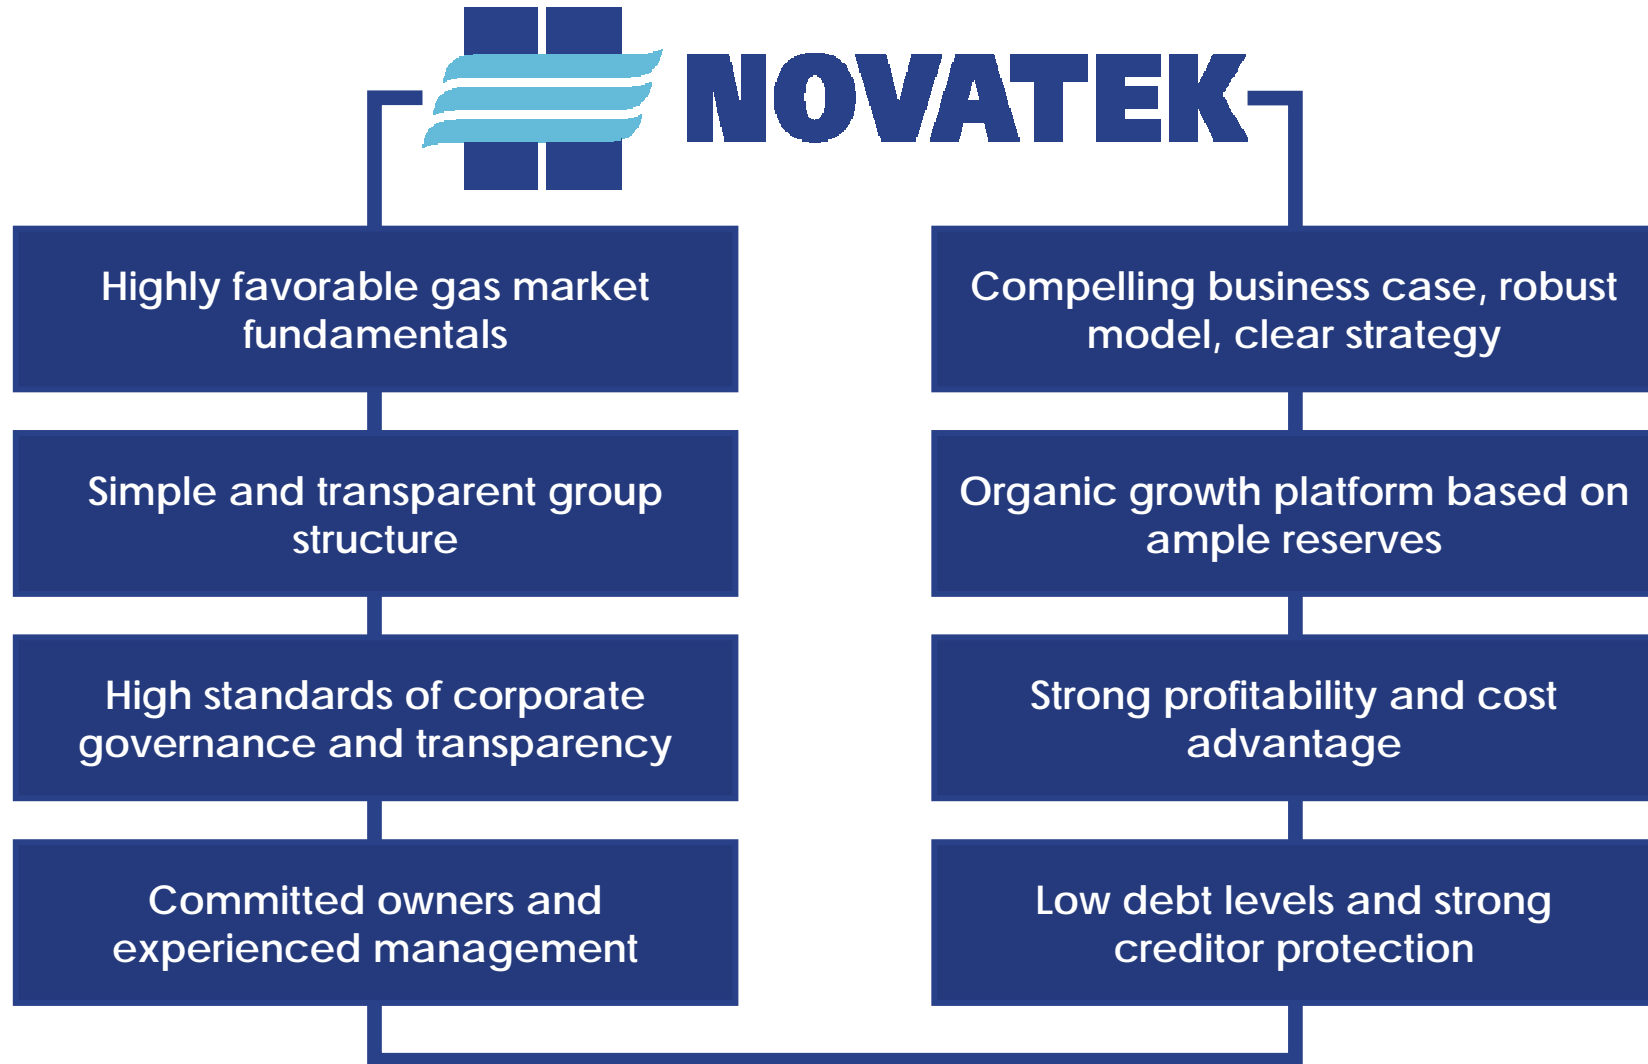 NOVATEK
Highly favorable gas market
fundamentals
Simple and transparent group
structure
High standards of corporate
governance and transparency
Committed owners and
experienced management
Compelling business case, robust
model, clear strategy
Organic growth platform based on
ample reserves
Strong profitability and cost
advantage
Low debt levels and strong
creditor protection